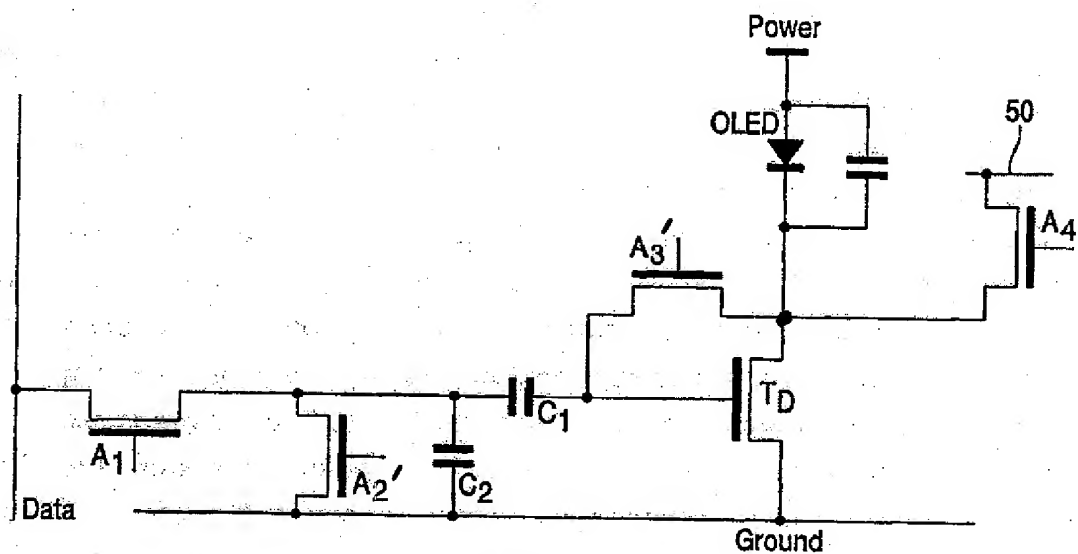 Power
OLED
50
A3'
A4
TD
C1
A1
A2'
C2
Data
Ground